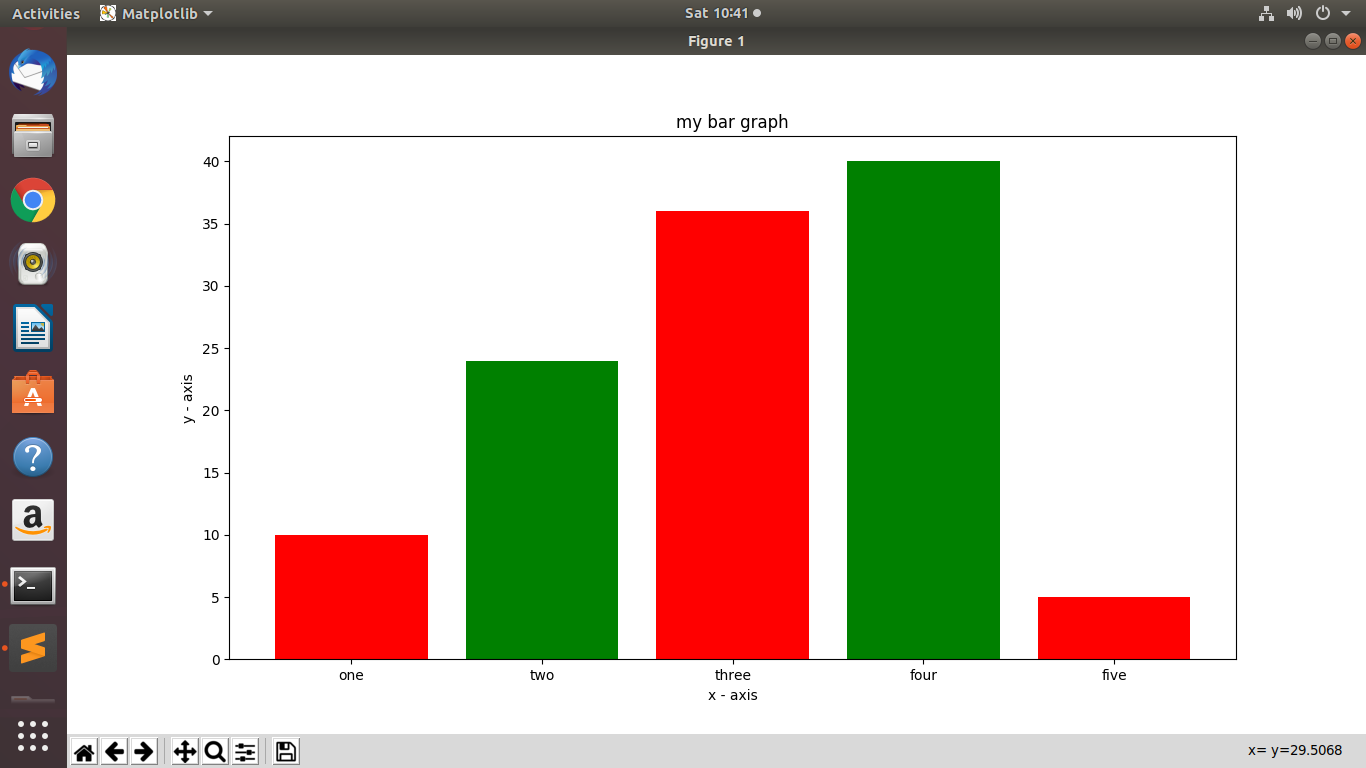 Activities Matplotlib Sat 10:41
Figure 1
my bar graph
40
35
30
25
20
15
10
5
0
y - axis
one two three four five
x - axis
x= y=29.5068